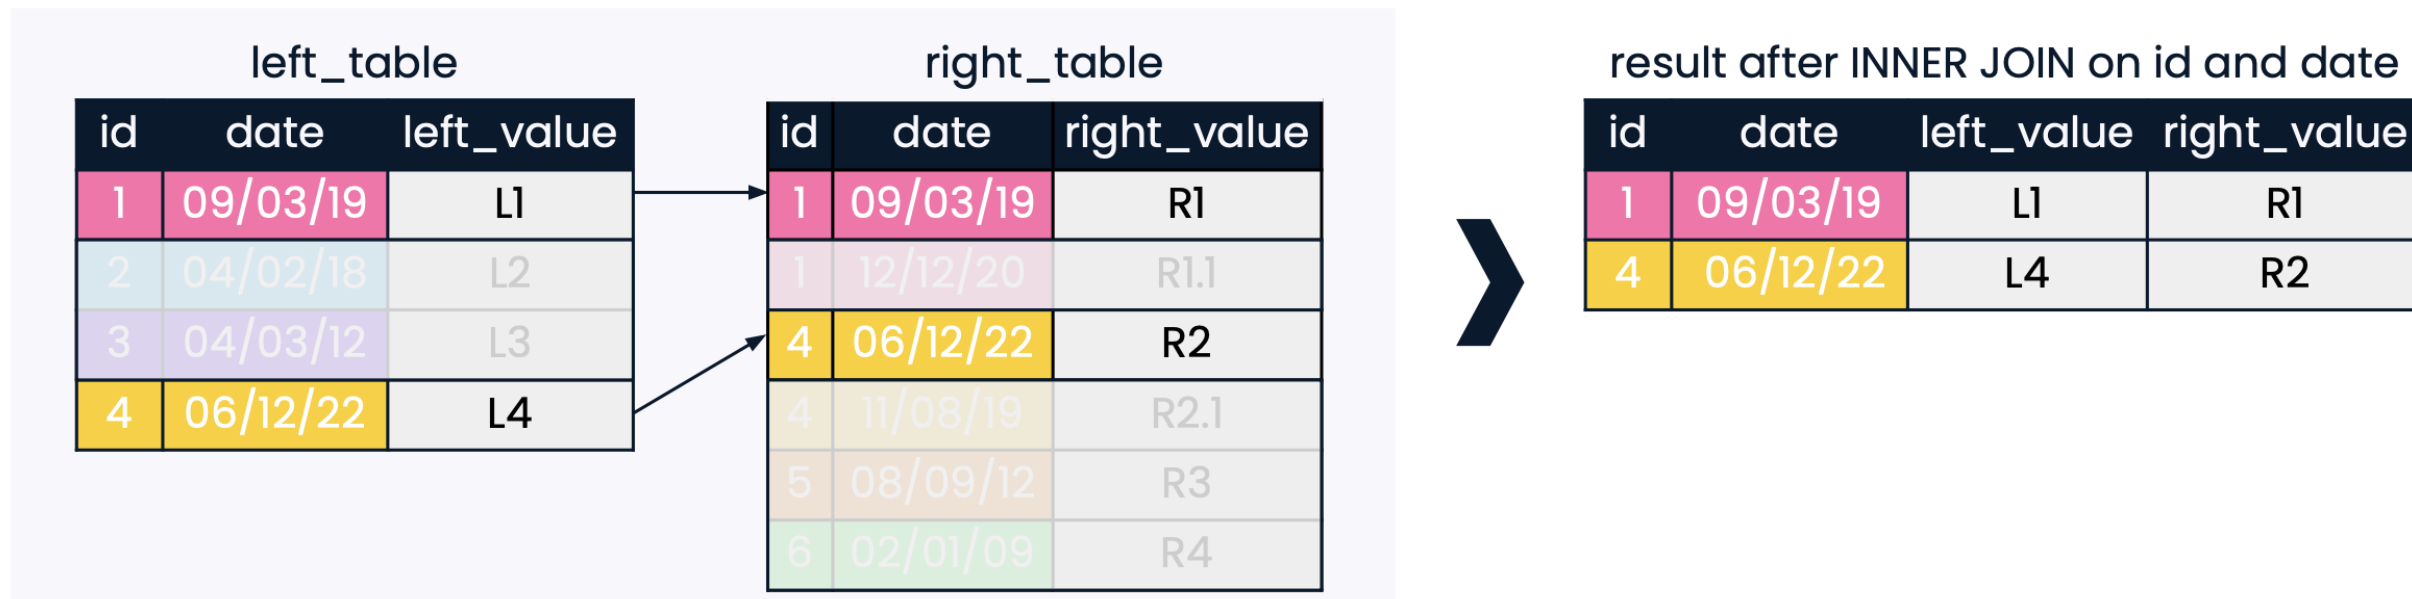 left_table
id date left_value
1 09/03/19 L1
2 04/02/18 L2
3 04/03/12 L3
4 06/12/22 L4
right_table
id date right_value
1 09/03/19 R1
1 12/12/20 R1.1
4 06/12/22 R2
4 11/08/19 R2.1
5 08/09/12 R3
6 02/01/09 R4
result after INNER JOIN on id and date
id date left_value right_value
1 09/03/19 L1 R1
4 06/12/22 L4 R2